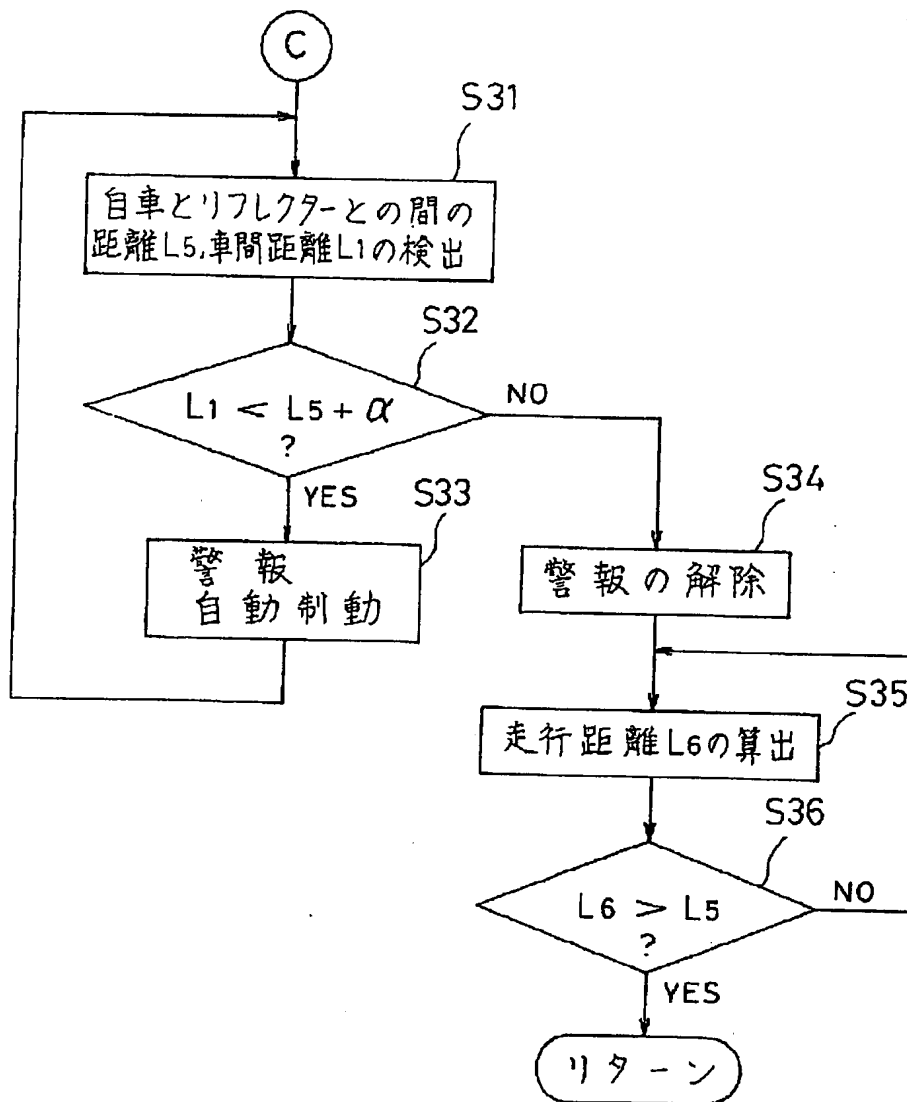 C
S31
自車とリフレクターとの間の
距離L5,車間距離L1の検出
S32
L1 < L5 + α
?
NO
YES
S33
警報
自動制動
S34
警報の解除
S35
走行距離L6の算出
S36
L6 > L5
?
NO
YES
リターン